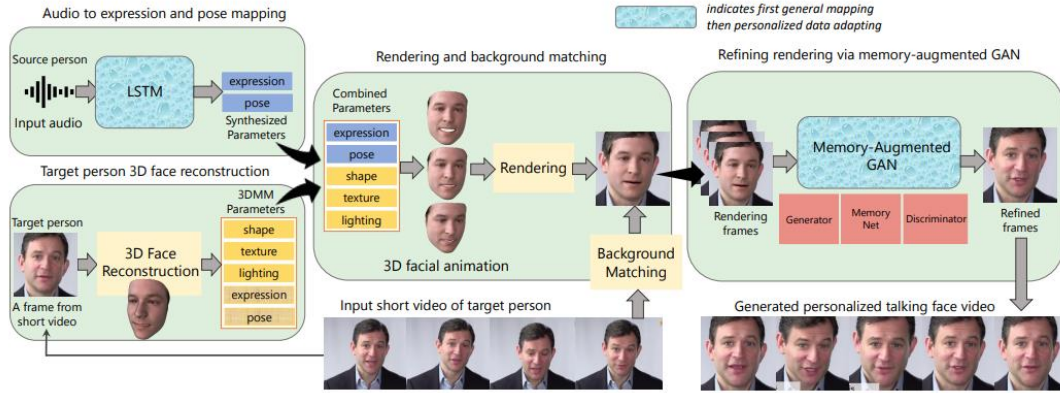 Audio to expression and pose mapping
Source person
Input audio
LSTM
expression
pose
Synthesized
Parameters
Target person 3D face reconstruction
Target person
A frame from
short video
3D Face
Reconstruction
3DMM
Parameters
shape
texture
lighting
expression
pose
Rendering and background matching
Combined
Parameters
expression
pose
shape
texture
lighting
3D facial animation
Rendering
Background
Matching
Input short video of target person
indicates first general mapping
then personalized data adapting
Refining rendering via memory-augmented GAN
Rendering
frames
Memory-Augmented
GAN
Generator
Memory
Net
Discriminator
Refined
frames
Generated personalized talking face video